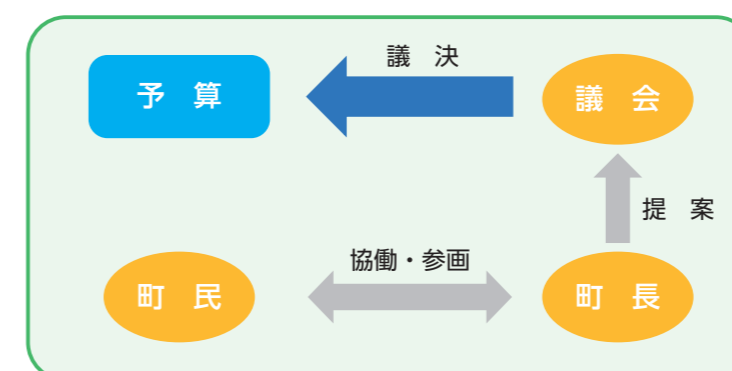 議 決
予 算
議 会
提 案
協働・参画
町 民
町 長